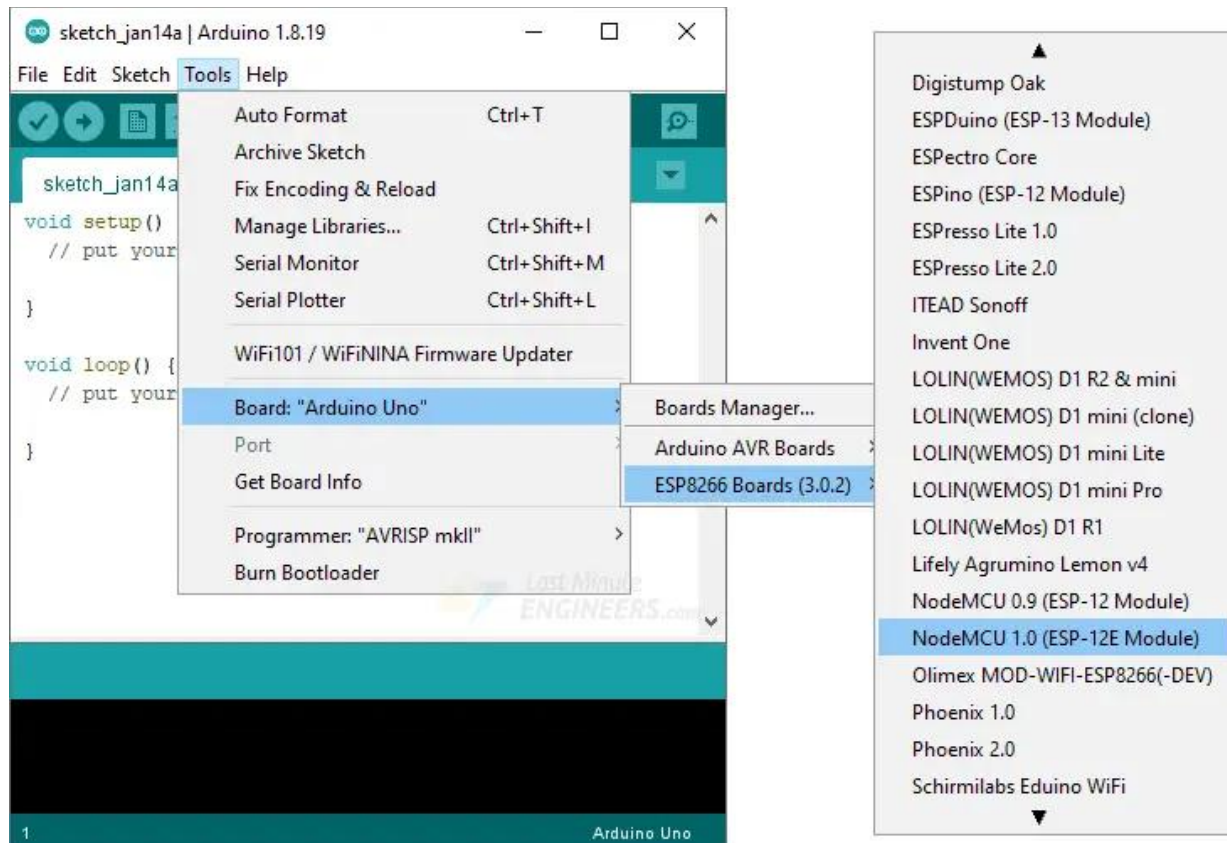 sketch_jan14a | Arduino 1.8.19
File Edit Sketch Tools Help
sketch_jan14a
void setup()
// put your
}
void loop() {
// put your
}
Auto Format Ctrl+T
Archive Sketch
Fix Encoding & Reload
Manage Libraries... Ctrl+Shift+I
Serial Monitor Ctrl+Shift+M
Serial Plotter Ctrl+Shift+L
WiFi101 / WiFiNINA Firmware Updater
Board: "Arduino Uno"
Port
Get Board Info
Programmer: "AVRISP mkII"
Burn Bootloader
Boards Manager...
Arduino AVR Boards
ESP8266 Boards (3.0.2)
Digistump Oak
ESPDuino (ESP-13 Module)
ESPectro Core
ESPino (ESP-12 Module)
ESPresso Lite 1.0
ESPresso Lite 2.0
ITEAD Sonoff
Invent One
LOLIN(WEMOS) D1 R2 & mini
LOLIN(WEMOS) D1 mini (clone)
LOLIN(WEMOS) D1 mini Lite
LOLIN(WEMOS) D1 mini Pro
LOLIN(WeMos) D1 R1
Lifely Agrumino Lemon v4
NodeMCU 0.9 (ESP-12 Module)
NodeMCU 1.0 (ESP-12E Module)
Olimex MOD-WIFI-ESP8266(-DEV)
Phoenix 1.0
Phoenix 2.0
Schirmilabs Eduino WiFi
Last Minute
ENGINEERS.com
1 Arduino Uno